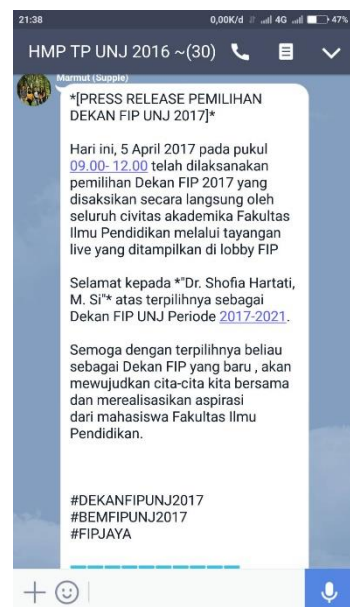 21:38
0,00K/d 4G 47%
HMP TP UNJ 2016 ~(30)
Marmut (Supple)
*[PRESS RELEASE PEMILIHAN
DEKAN FIP UNJ 2017]*
Hari ini, 5 April 2017 pada pukul
09.00- 12.00 telah dilaksanakan
pemilihan Dekan FIP 2017 yang
disaksikan secara langsung oleh
seluruh civitas akademika Fakultas
Ilmu Pendidikan melalui tayangan
live yang ditampilkan di lobby FIP
Selamat kepada *"Dr. Shofia Hartati,
M. Si"* atas terpilihnya sebagai
Dekan FIP UNJ Periode 2017-2021.
Semoga dengan terpilihnya beliau
sebagai Dekan FIP yang baru , akan
mewujudkan cita-cita kita bersama
dan merealisasikan aspirasi
dari mahasiswa Fakultas Ilmu
Pendidikan.
#DEKANFIPUNJ2017
#BEMFIPUNJ2017
#FIPJAYA